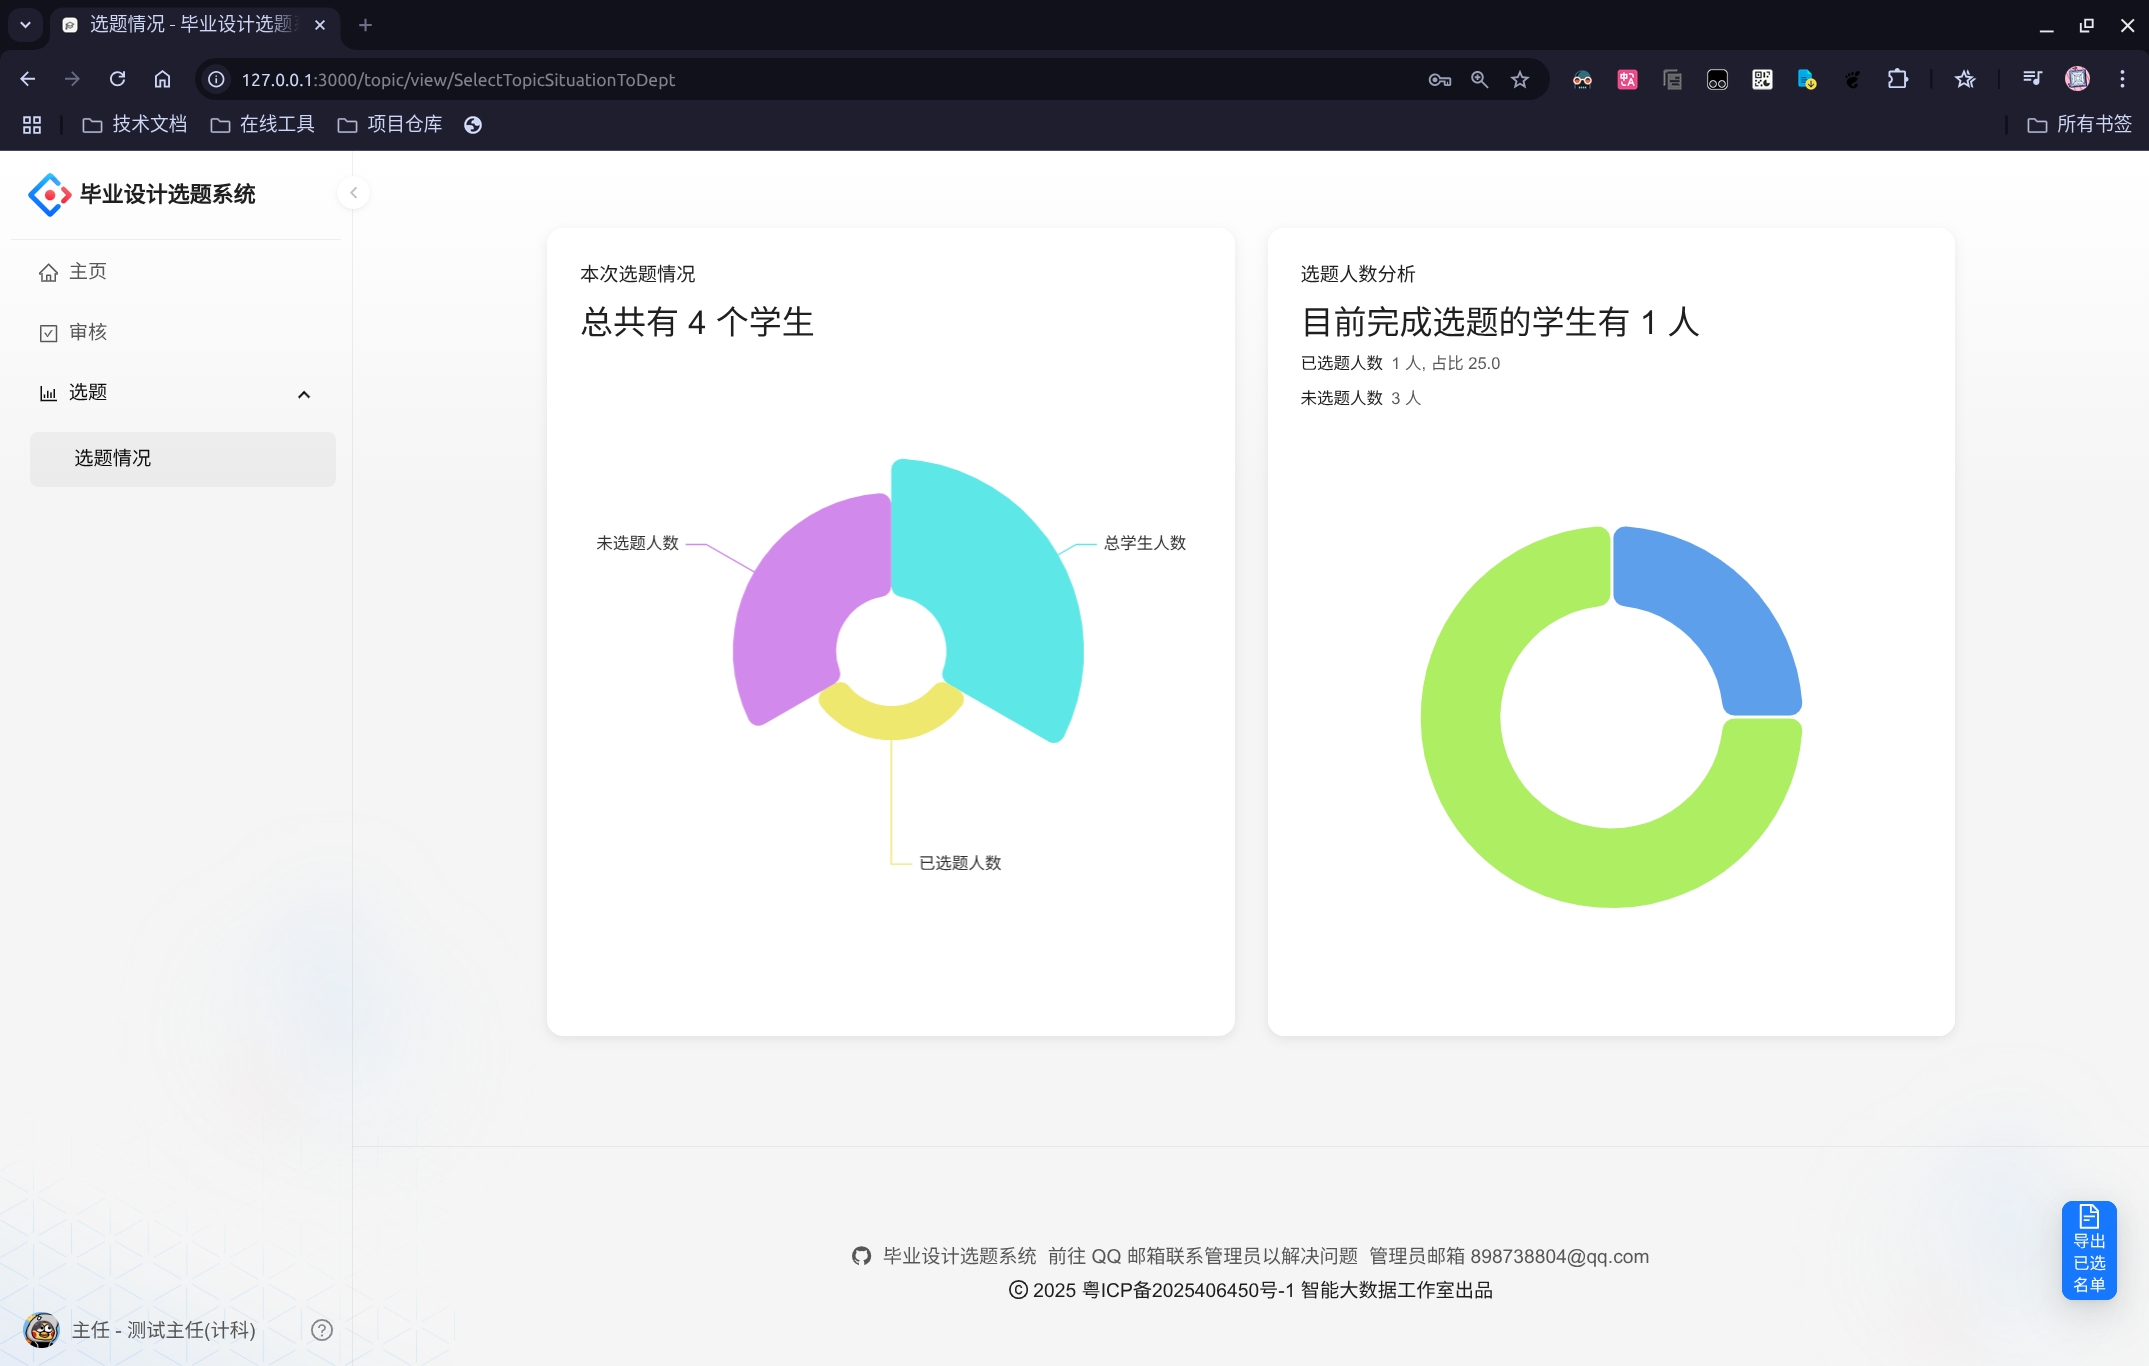 选题情况 - 毕业设计选题
127.0.0.1:3000/topic/view/SelectTopicSituationToDept
技术文档
在线工具
项目仓库
所有书签
毕业设计选题系统
主页
审核
选题
选题情况
本次选题情况
总共有 4 个学生
未选题人数
总学生人数
已选题人数
选题人数分析
目前完成选题的学生有 1 人
已选题人数 1 人, 占比 25.0
未选题人数 3 人
毕业设计选题系统 前往 QQ 邮箱联系管理员以解决问题 管理员邮箱 898738804@qq.com
© 2025 粤ICP备2025406450号-1 智能大数据工作室出品
导出
已选
名单
主任 - 测试主任(计科)